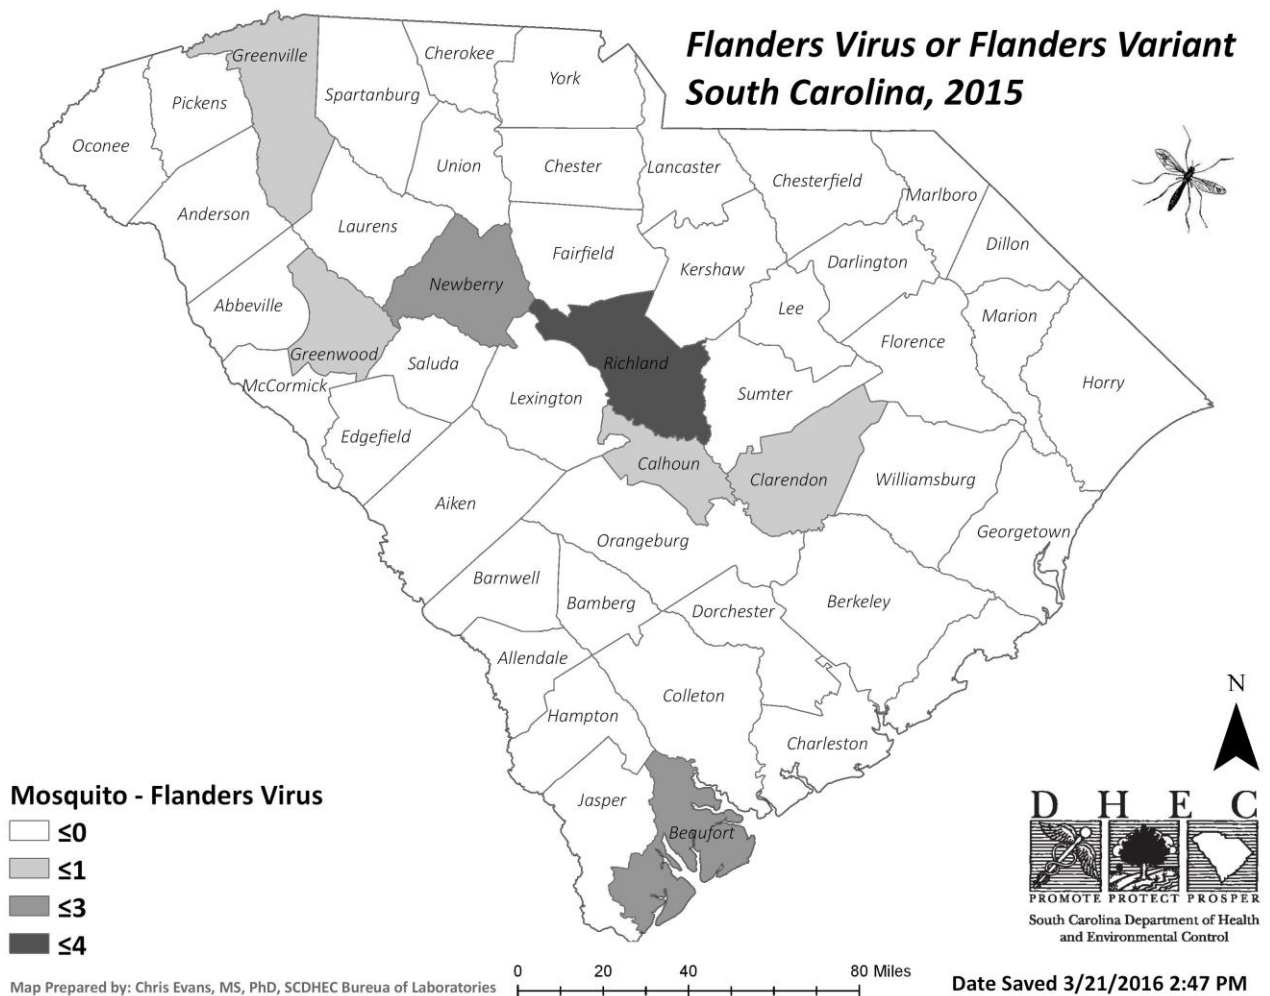 Flanders Virus or Flanders Variant
South Carolina, 2015
Greenville
Cherokee
York
Pickens
Spartanburg
Oconee
Union
Chester
Lancaster
Chesterfield
Marlboro
Anderson
Laurens
Fairfield
Dillon
Newberry
Kershaw
Darlington
Abbeville
Lee
Marion
Greenwood
Saluda
Richland
Florence
McCormick
Lexington
Sumter
Horry
Edgefield
Calhoun
Clarendon
Williamsburg
Aiken
Orangeburg
Georgetown
Barnwell
Bamberg
Dorchester
Berkeley
Allendale
Colleton
Hampton
Charleston
Jasper
Beaufort
N
Mosquito - Flanders Virus
≤0
≤1
≤3
≤4
D H E C
PROMOTE PROTECT PROSPER
South Carolina Department of Health
and Environmental Control
0 20 40 80 Miles
Map Prepared by: Chris Evans, MS, PhD, SCDHEC Bureua of Laboratories
Date Saved 3/21/2016 2:47 PM